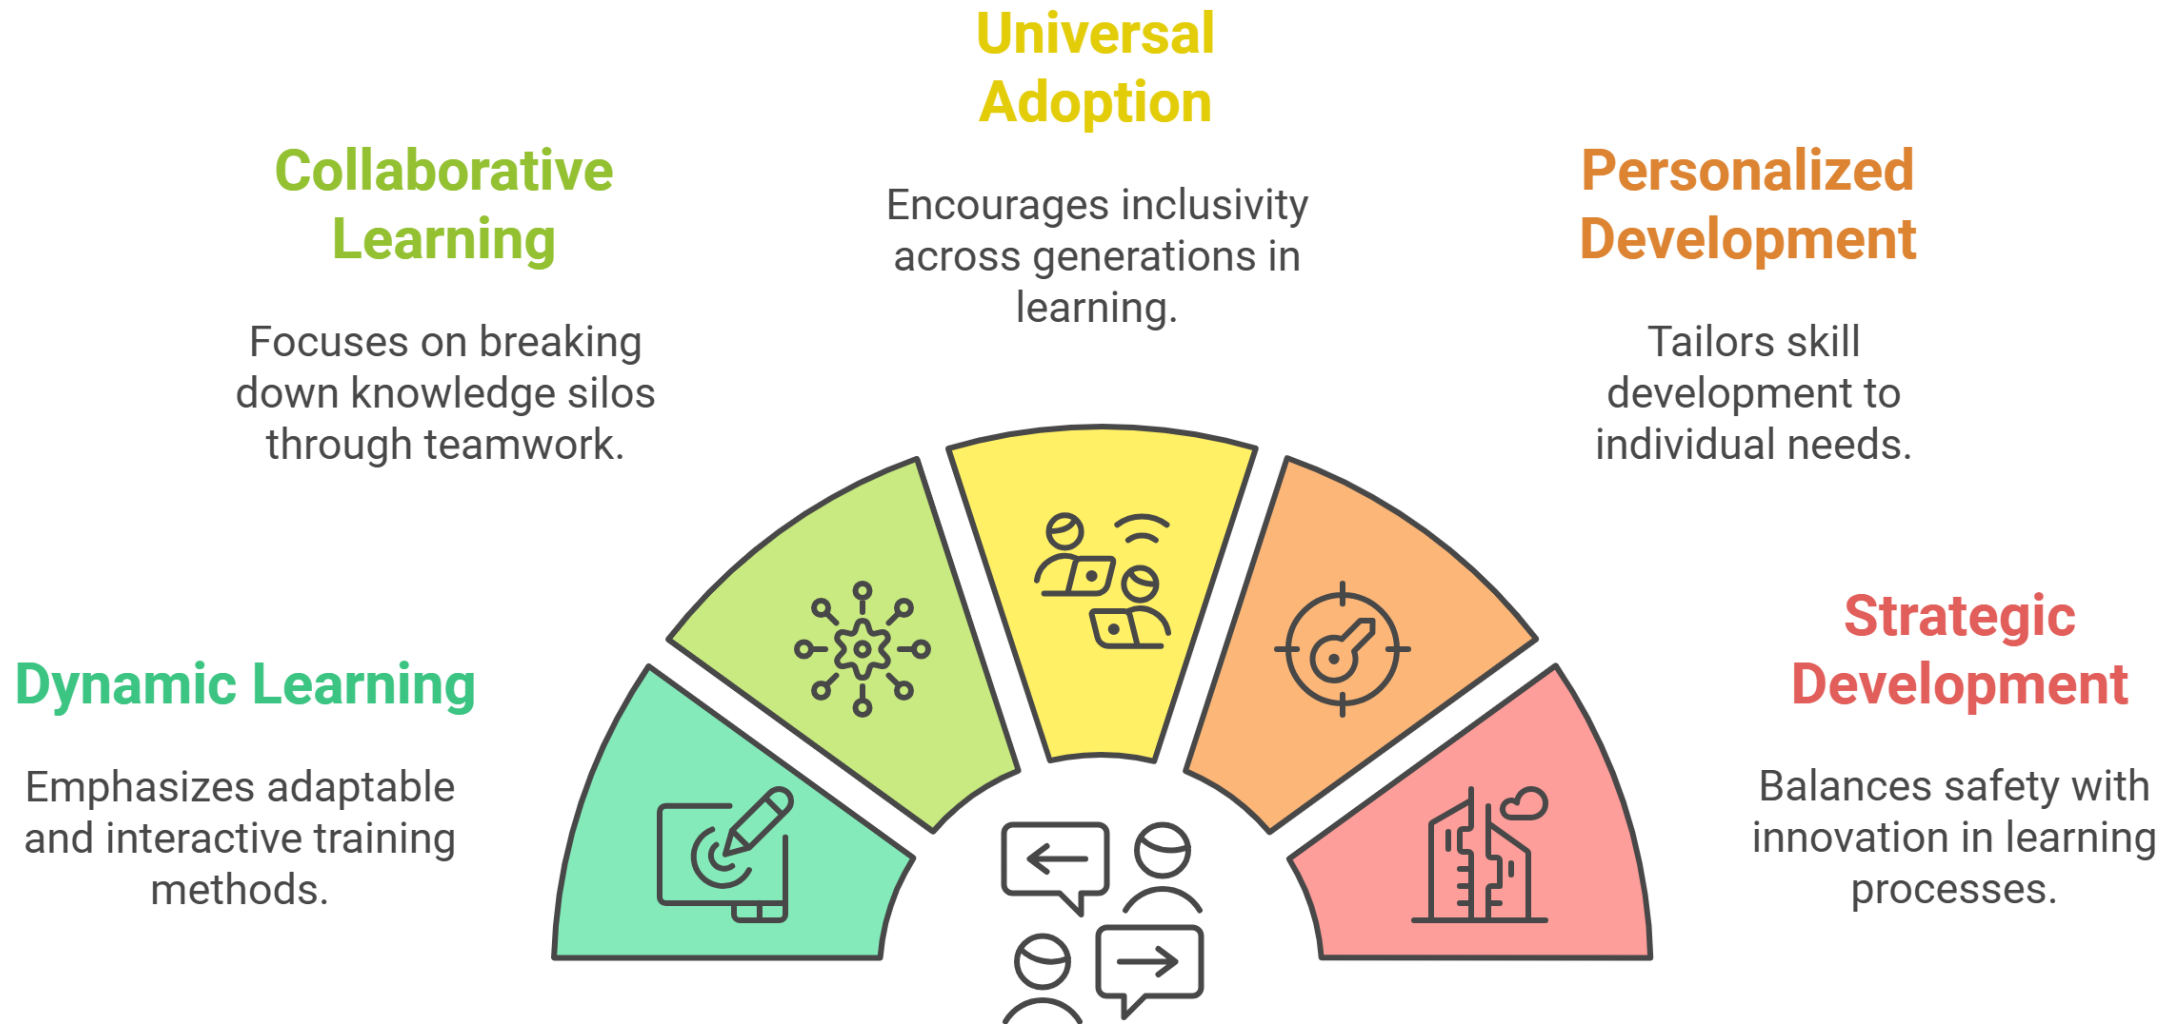 Universal
Adoption
Encourages inclusivity
across generations in
learning.
Collaborative
Learning
Focuses on breaking
down knowledge silos
through teamwork.
Personalized
Development
Tailors skill
development to
individual needs.
Dynamic Learning
Emphasizes adaptable
and interactive training
methods.
Strategic
Development
Balances safety with
innovation in learning
processes.